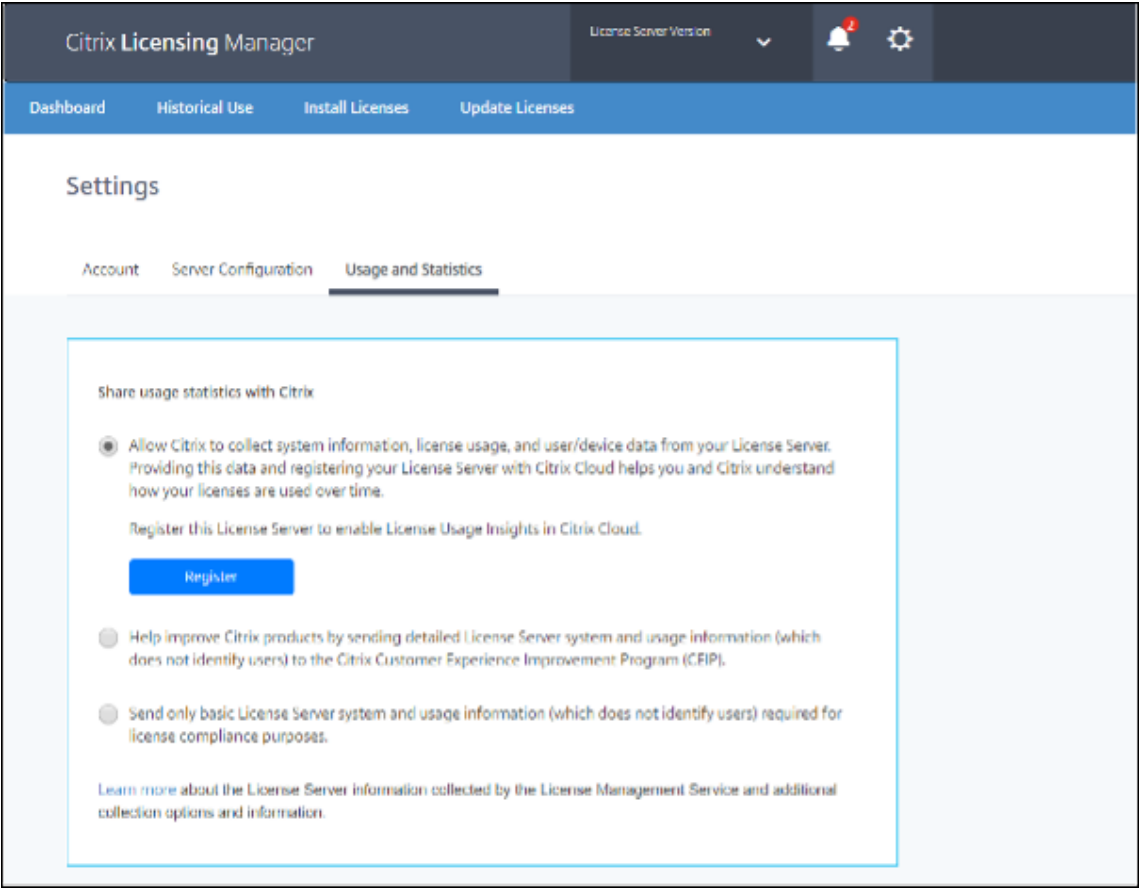 Citrix Licensing Manager
License Server Version
2
Dashboard Historical Use Install Licenses Update Licenses
Settings
Account Server Configuration Usage and Statistics
Share usage statistics with Citrix
Allow Citrix to collect system information, license usage, and user/device data from your License Server.
Providing this data and registering your License Server with Citrix Cloud helps you and Citrix understand
how your licenses are used over time.
Register this License Server to enable License Usage Insights in Citrix Cloud.
Register
Help improve Citrix products by sending detailed License Server system and usage information (which
does not identify users) to the Citrix Customer Experience Improvement Program (CEIP).
Send only basic License Server system and usage information (which does not identify users) required for
license compliance purposes.
Learn more about the License Server information collected by the License Management Service and additional
collection options and information.